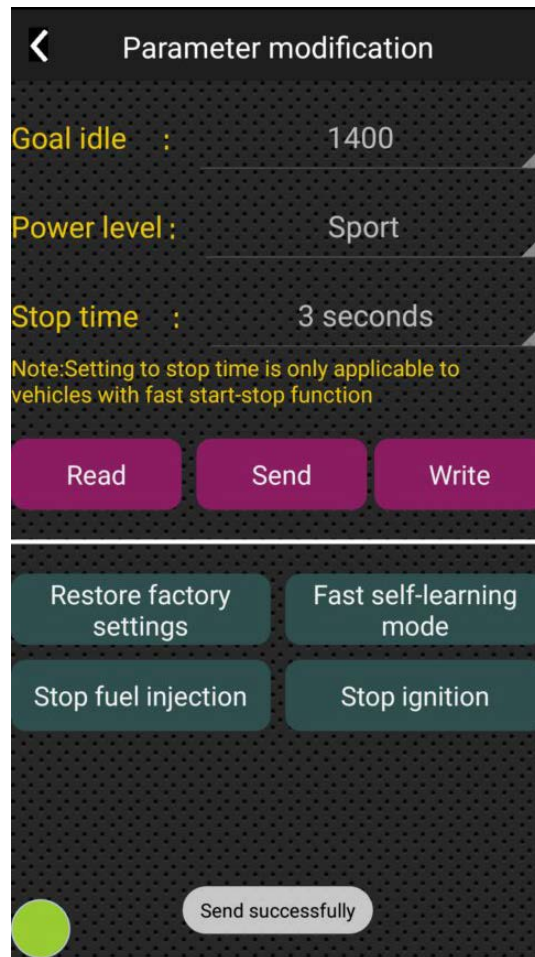 Parameter modification
Goal idle : 1400
Power level : Sport
Stop time : 3 seconds
Note:Setting to stop time is only applicable to
vehicles with fast start-stop function
Read Send Write
Restore factory
settings
Fast self-learning
mode
Stop fuel injection
Stop ignition
Send successfully